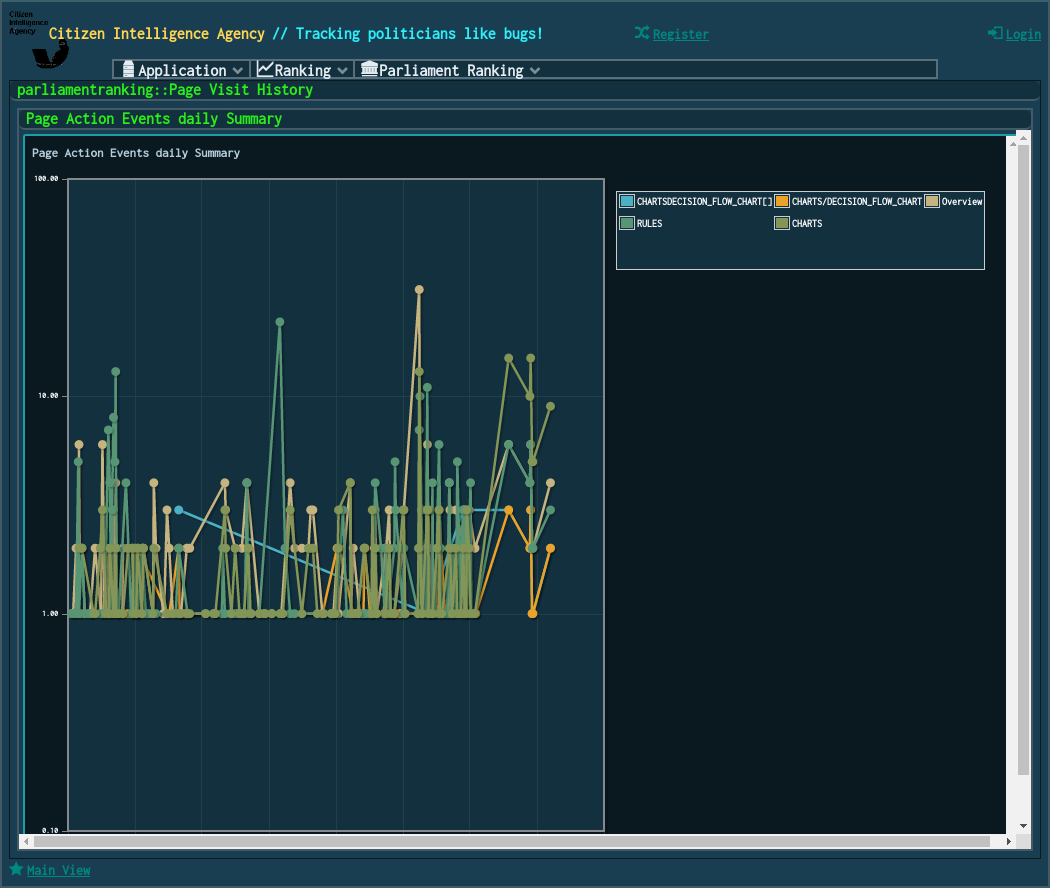 Citizen
Intelligence
Agency
Citizen Intelligence Agency // Tracking politicians like bugs!
Register
Login
Application
Ranking
Parliament Ranking
parliamentranking::Page Visit History
Page Action Events daily Summary
Page Action Events daily Summary
100.00
10.00
1.00
0.10
CHARTSDECISION_FLOW_CHART[]
CHARTS/DECISION_FLOW_CHART
Overview
RULES
CHARTS
Main View